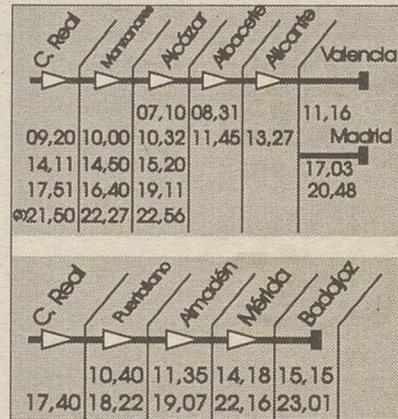 C. Real Manzanares Alcázar Albacete Alicante Valencia
07,10 08,31 11,16
09,20 10,00 10,32 11,45 13,27 Madrid
14,11 14,50 15,20 17,03
17,51 16,40 19,11 20,48
21,50 22,27 22,56
C. Real Puertollano Almadén Mérida Badajoz
10,40 11,35 14,18 15,15
17,40 18,22 19,07 22,16 23,01